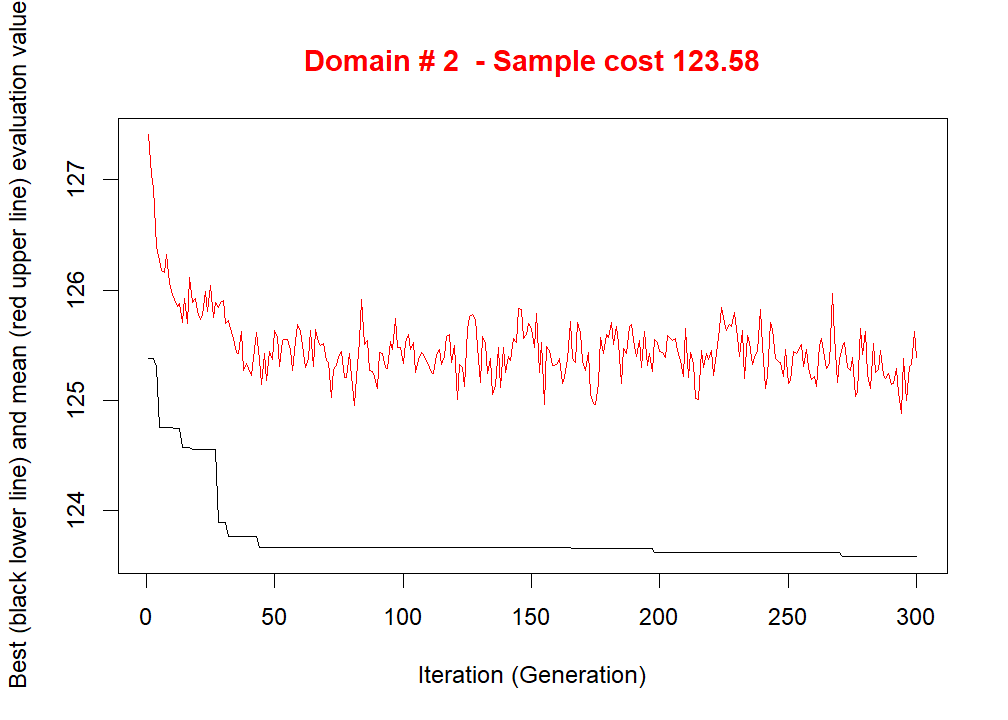 Domain # 2  - Sample cost 123.58
Best (black lower line) and mean (red upper line) evaluation value
127
126
125
124
0 50 100 150 200 250 300
Iteration (Generation)